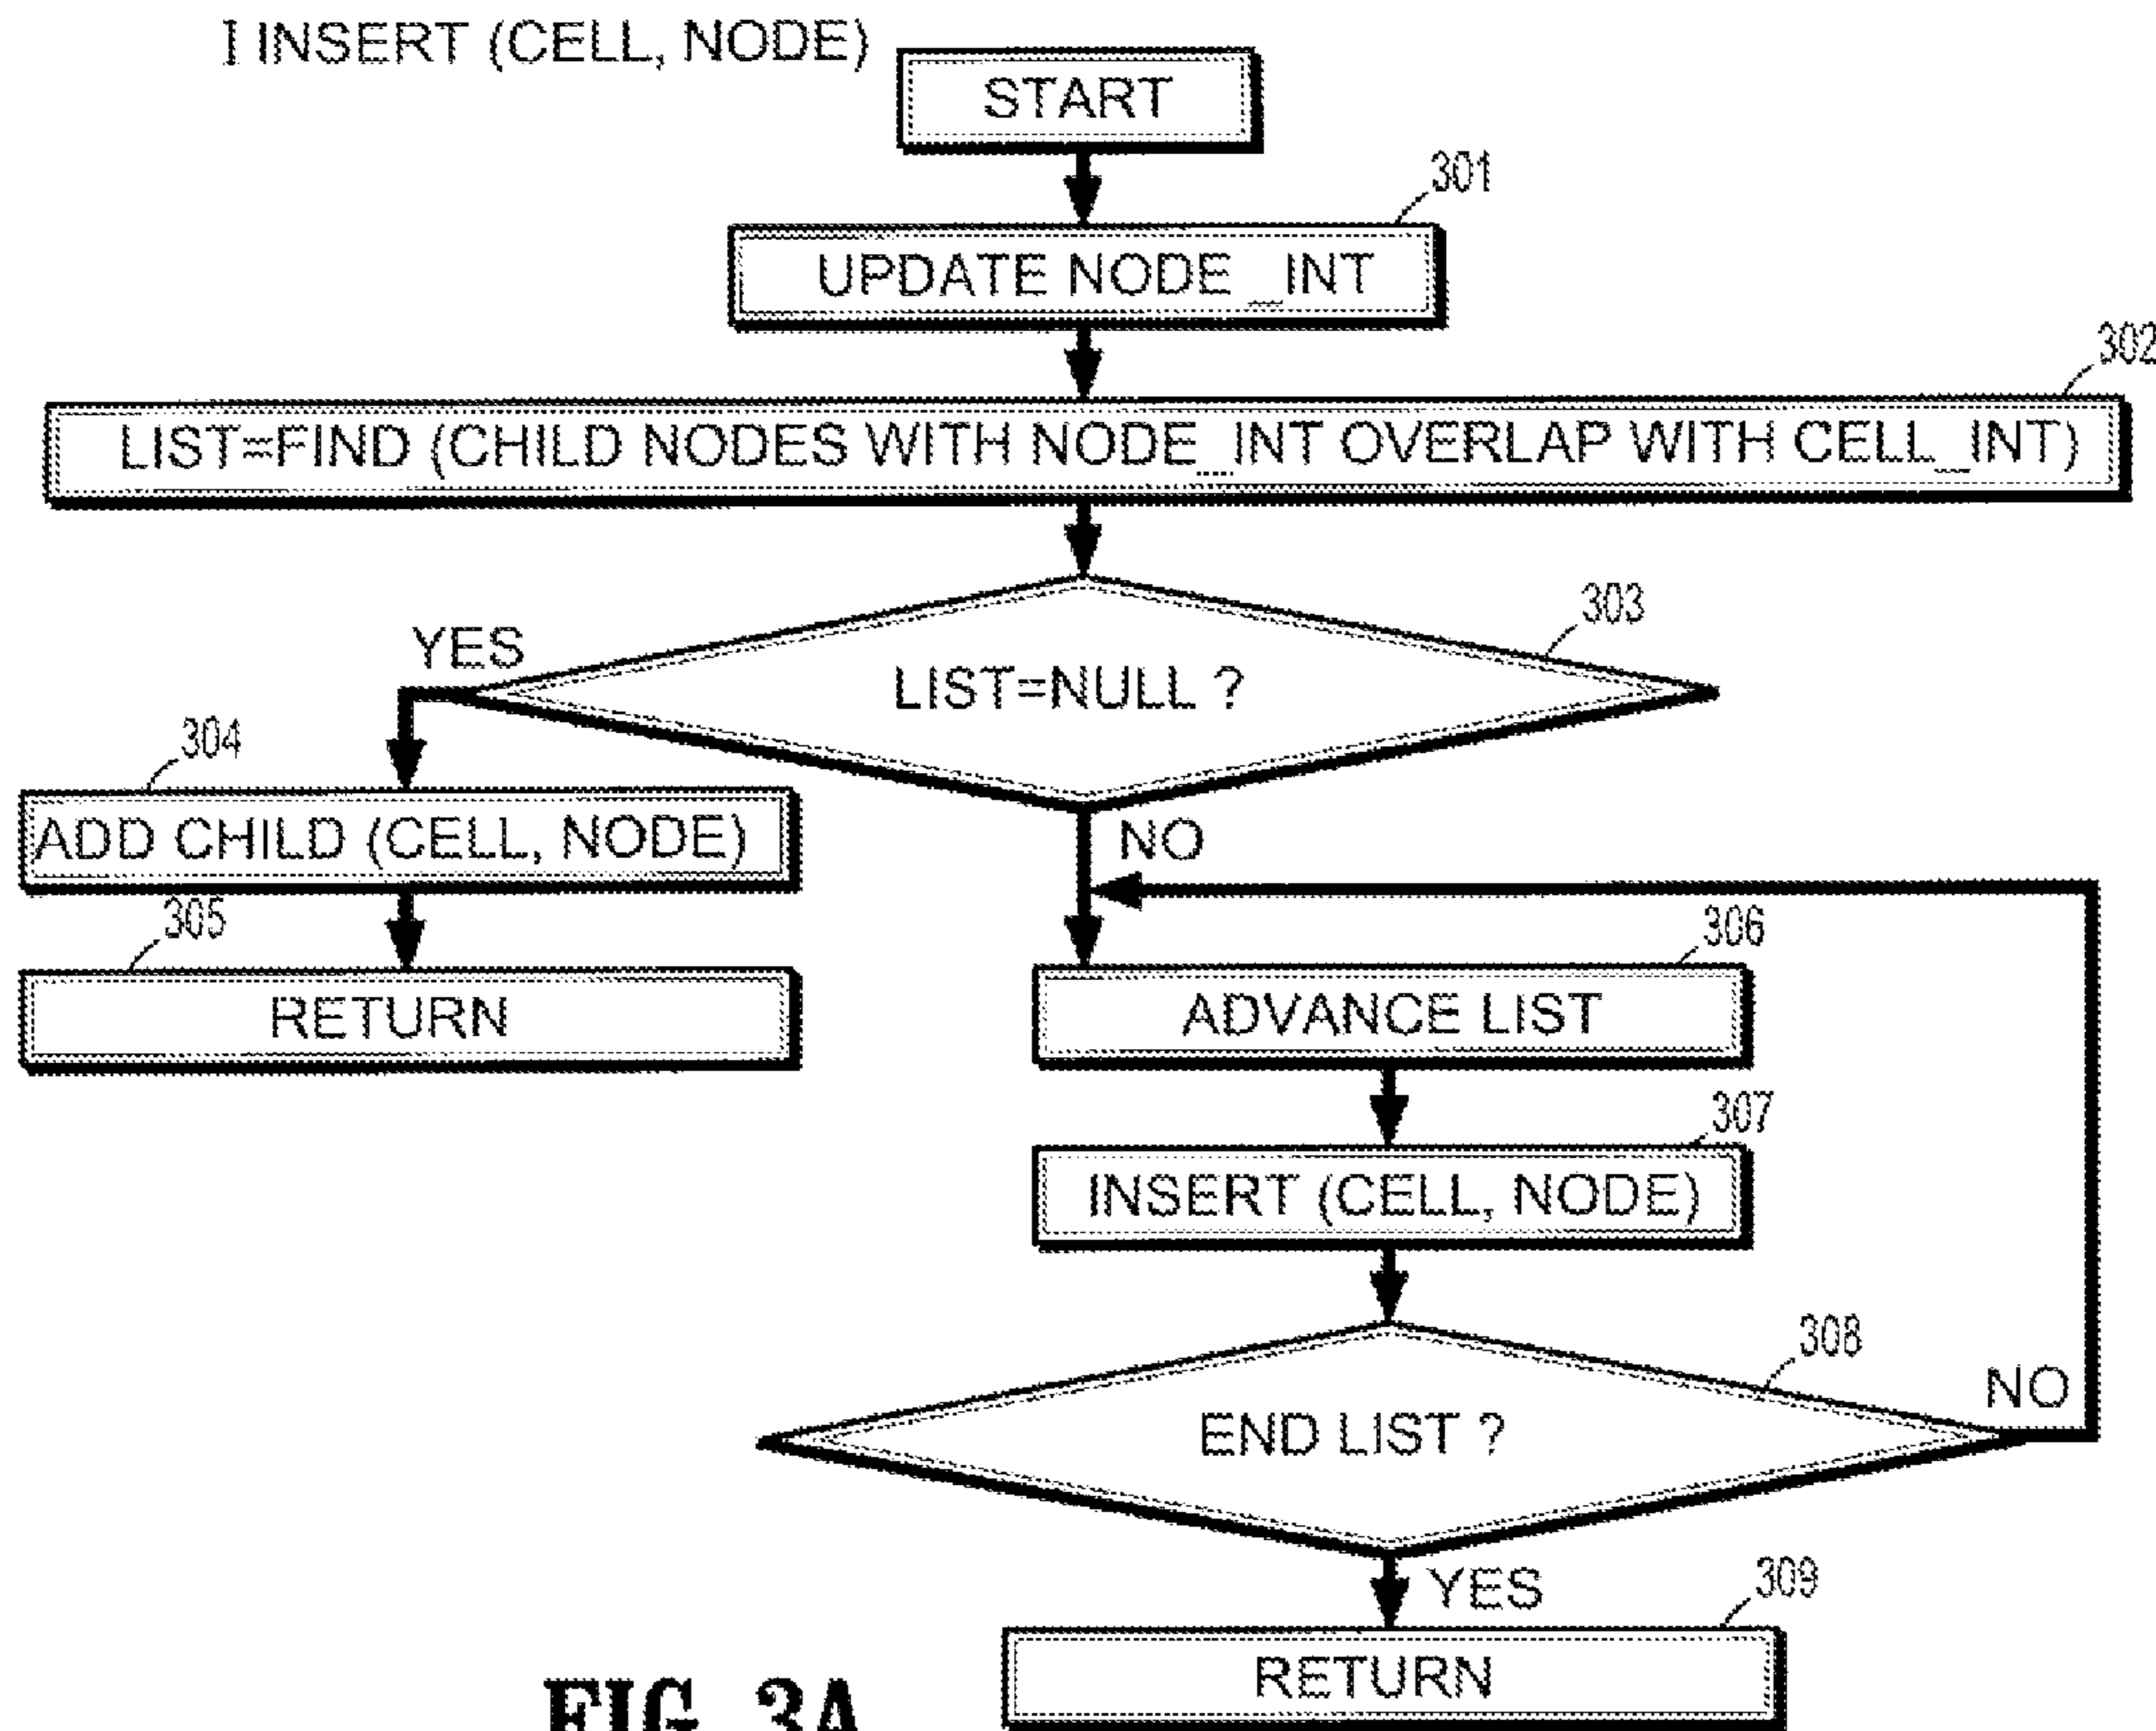 I INSERT (CELL, NODE)
START
301
UPDATE NODE _INT
302
LIST=FIND (CHILD NODES WITH NODE_INT OVERLAP WITH CELL_INT)
303
YES
LIST=NULL ?
304
ADD CHILD (CELL, NODE)
NO
305
RETURN
306
ADVANCE LIST
307
INSERT (CELL, NODE)
308
NO
END LIST ?
YES
309
RETURN
FIG. 3A